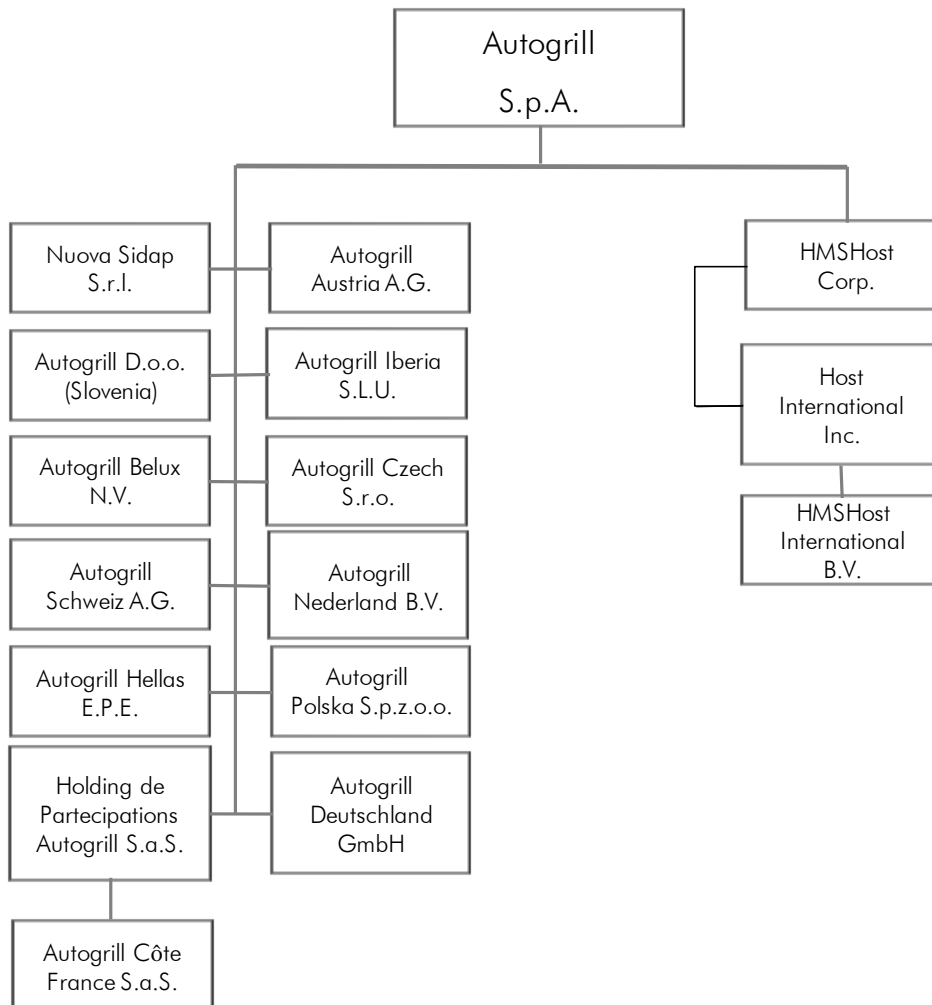 Autogrill
S.p.A.
Nuova Sidap
S.r.l.
Autogrill
Austria A.G.
HMSHost
Corp.
Autogrill D.o.o.
(Slovenia)
Autogrill Iberia
S.L.U.
Host
International
Inc.
Autogrill Belux
N.V.
Autogrill Czech
S.r.o.
HMSHost
International
B.V.
Autogrill
Schweiz A.G.
Autogrill
Nederland B.V.
Autogrill Hellas
E.P.E.
Autogrill
Polska S.p.z.o.o.
Holding de
Partecipations
Autogrill S.a.S.
Autogrill
Deutschland
GmbH
Autogrill Côte
France S.a.S.